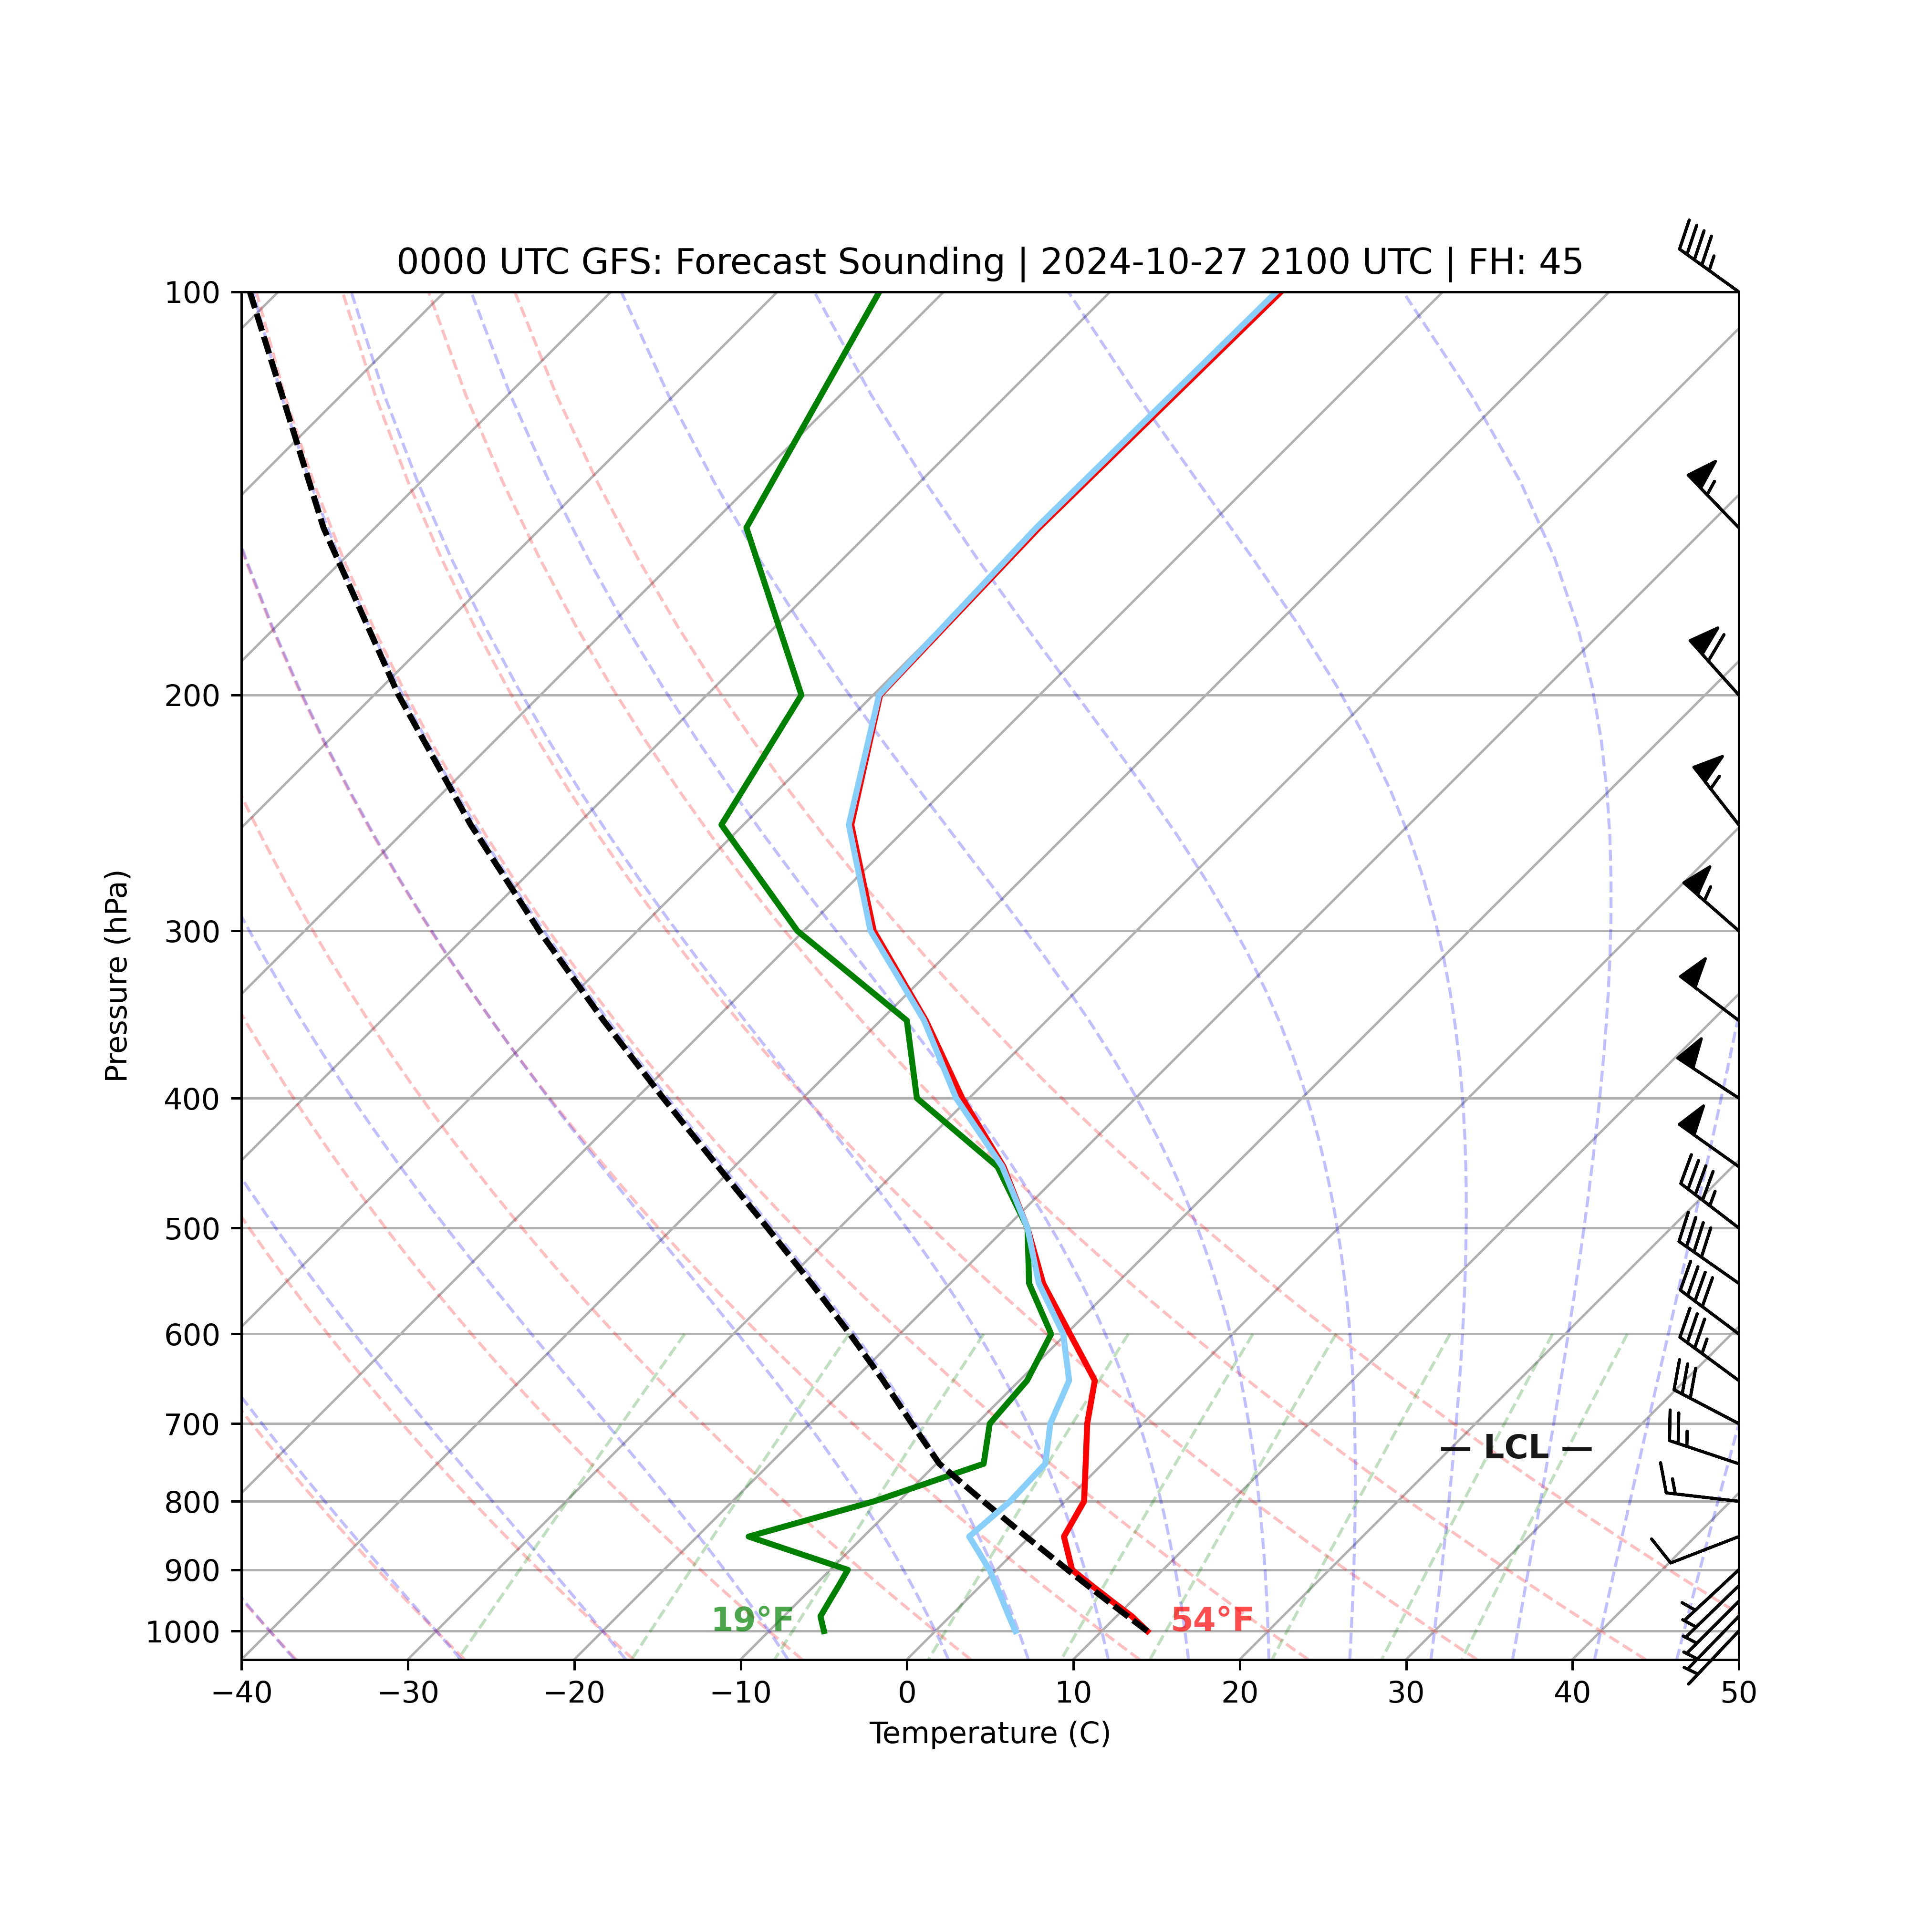 0000 UTC GFS: Forecast Sounding | 2024-10-27 2100 UTC | FH: 45
100
200
300
400
500
600
700
800
900
1000
Pressure (hPa)
— LCL —
19°F
54°F
−40 −30 −20 −10 0 10 20 30 40 50
Temperature (C)